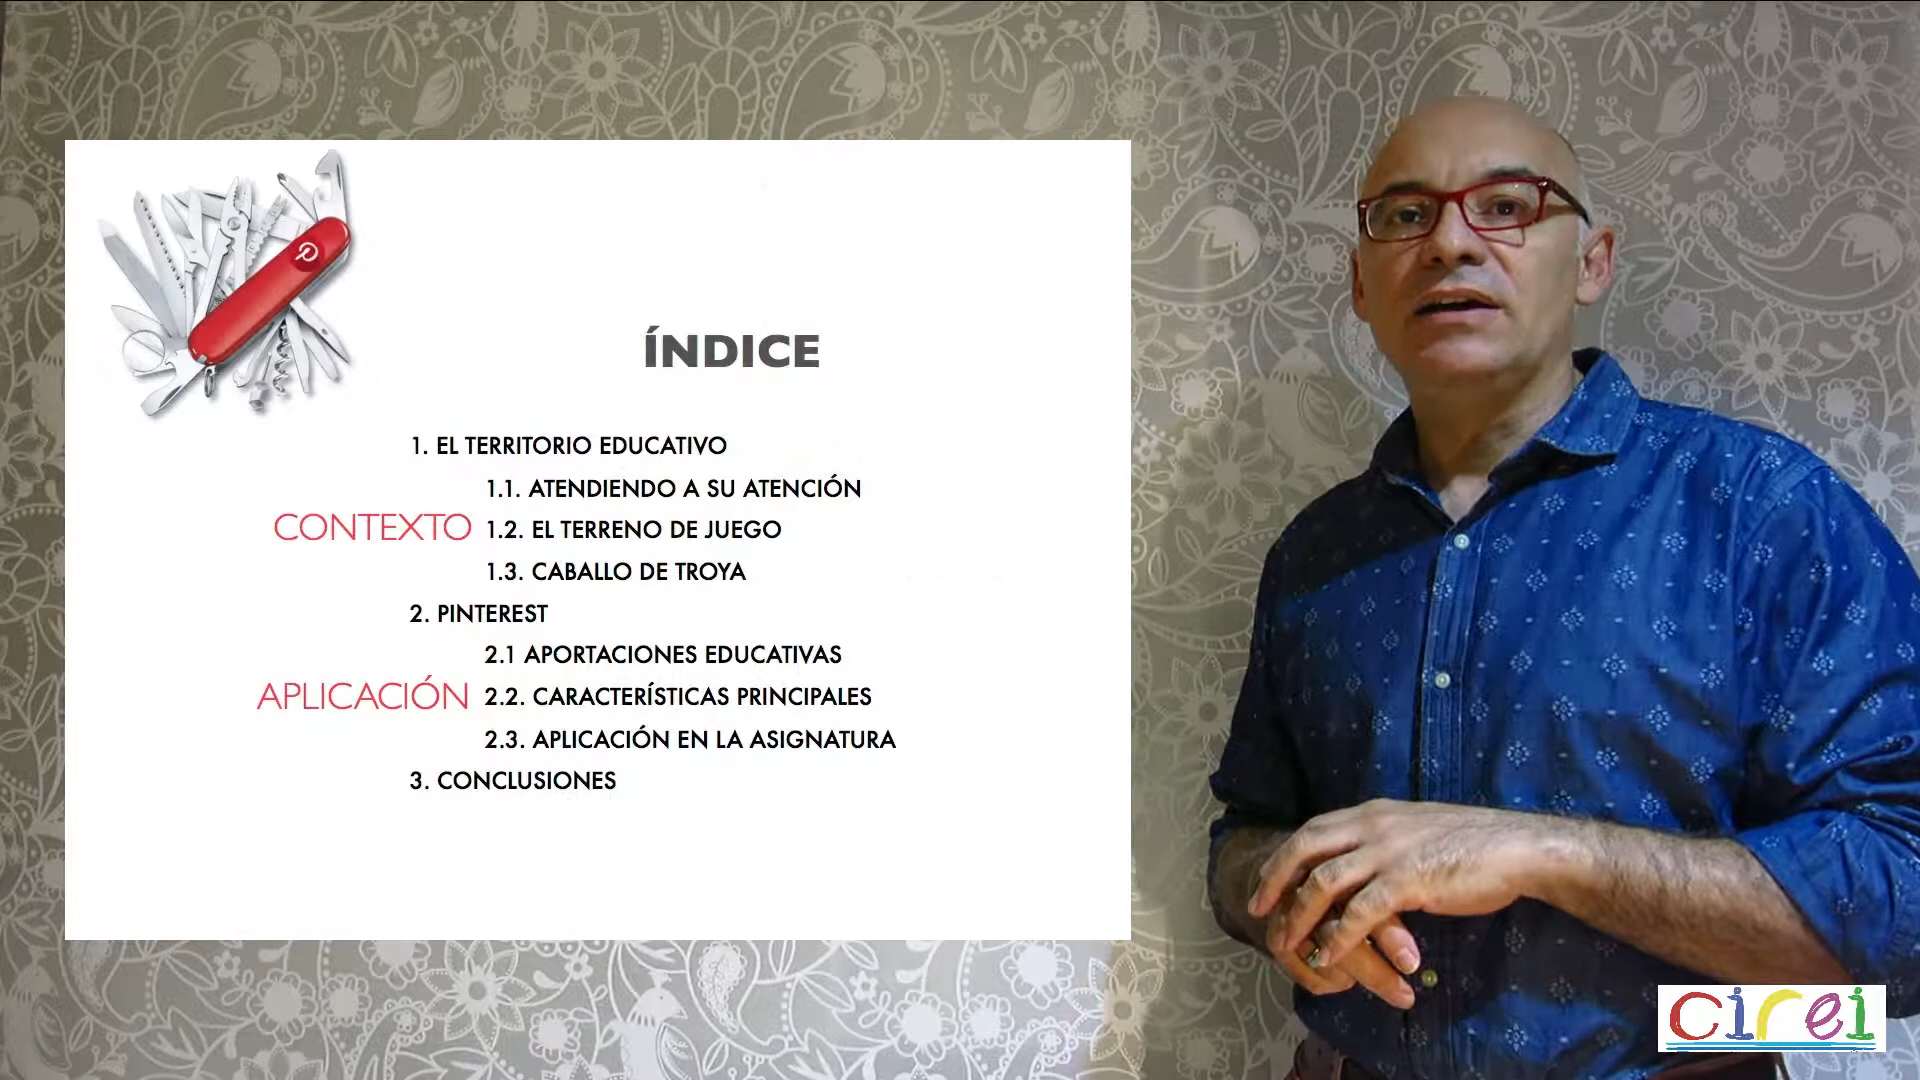 ÍNDICE
1. EL TERRITORIO EDUCATIVO
1.1. ATENDIENDO A SU ATENCIÓN
CONTEXTO 1.2. EL TERRENO DE JUEGO
1.3. CABALLO DE TROYA
2. PINTEREST
2.1 APORTACIONES EDUCATIVAS
APLICACIÓN 2.2. CARACTERÍSTICAS PRINCIPALES
2.3. APLICACIÓN EN LA ASIGNATURA
3. CONCLUSIONES
cirei